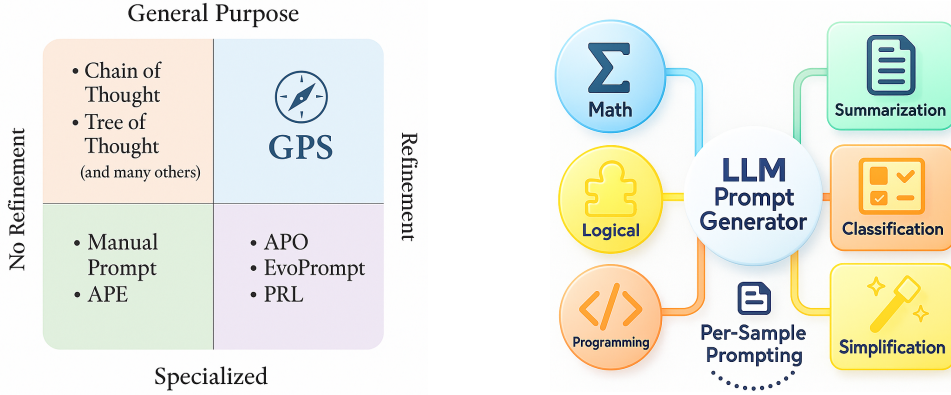 General Purpose
No Refinement
• Chain of
Thought
• Tree of
Thought
(and many others)
GPS
Refinement
• Manual
Prompt
• APE
• APO
• EvoPrompt
• PRL
Specialized
Σ
Math
Logical
</>
Programming
LLM
Prompt
Generator
Per-Sample
Prompting
Summarization
Classification
Simplification